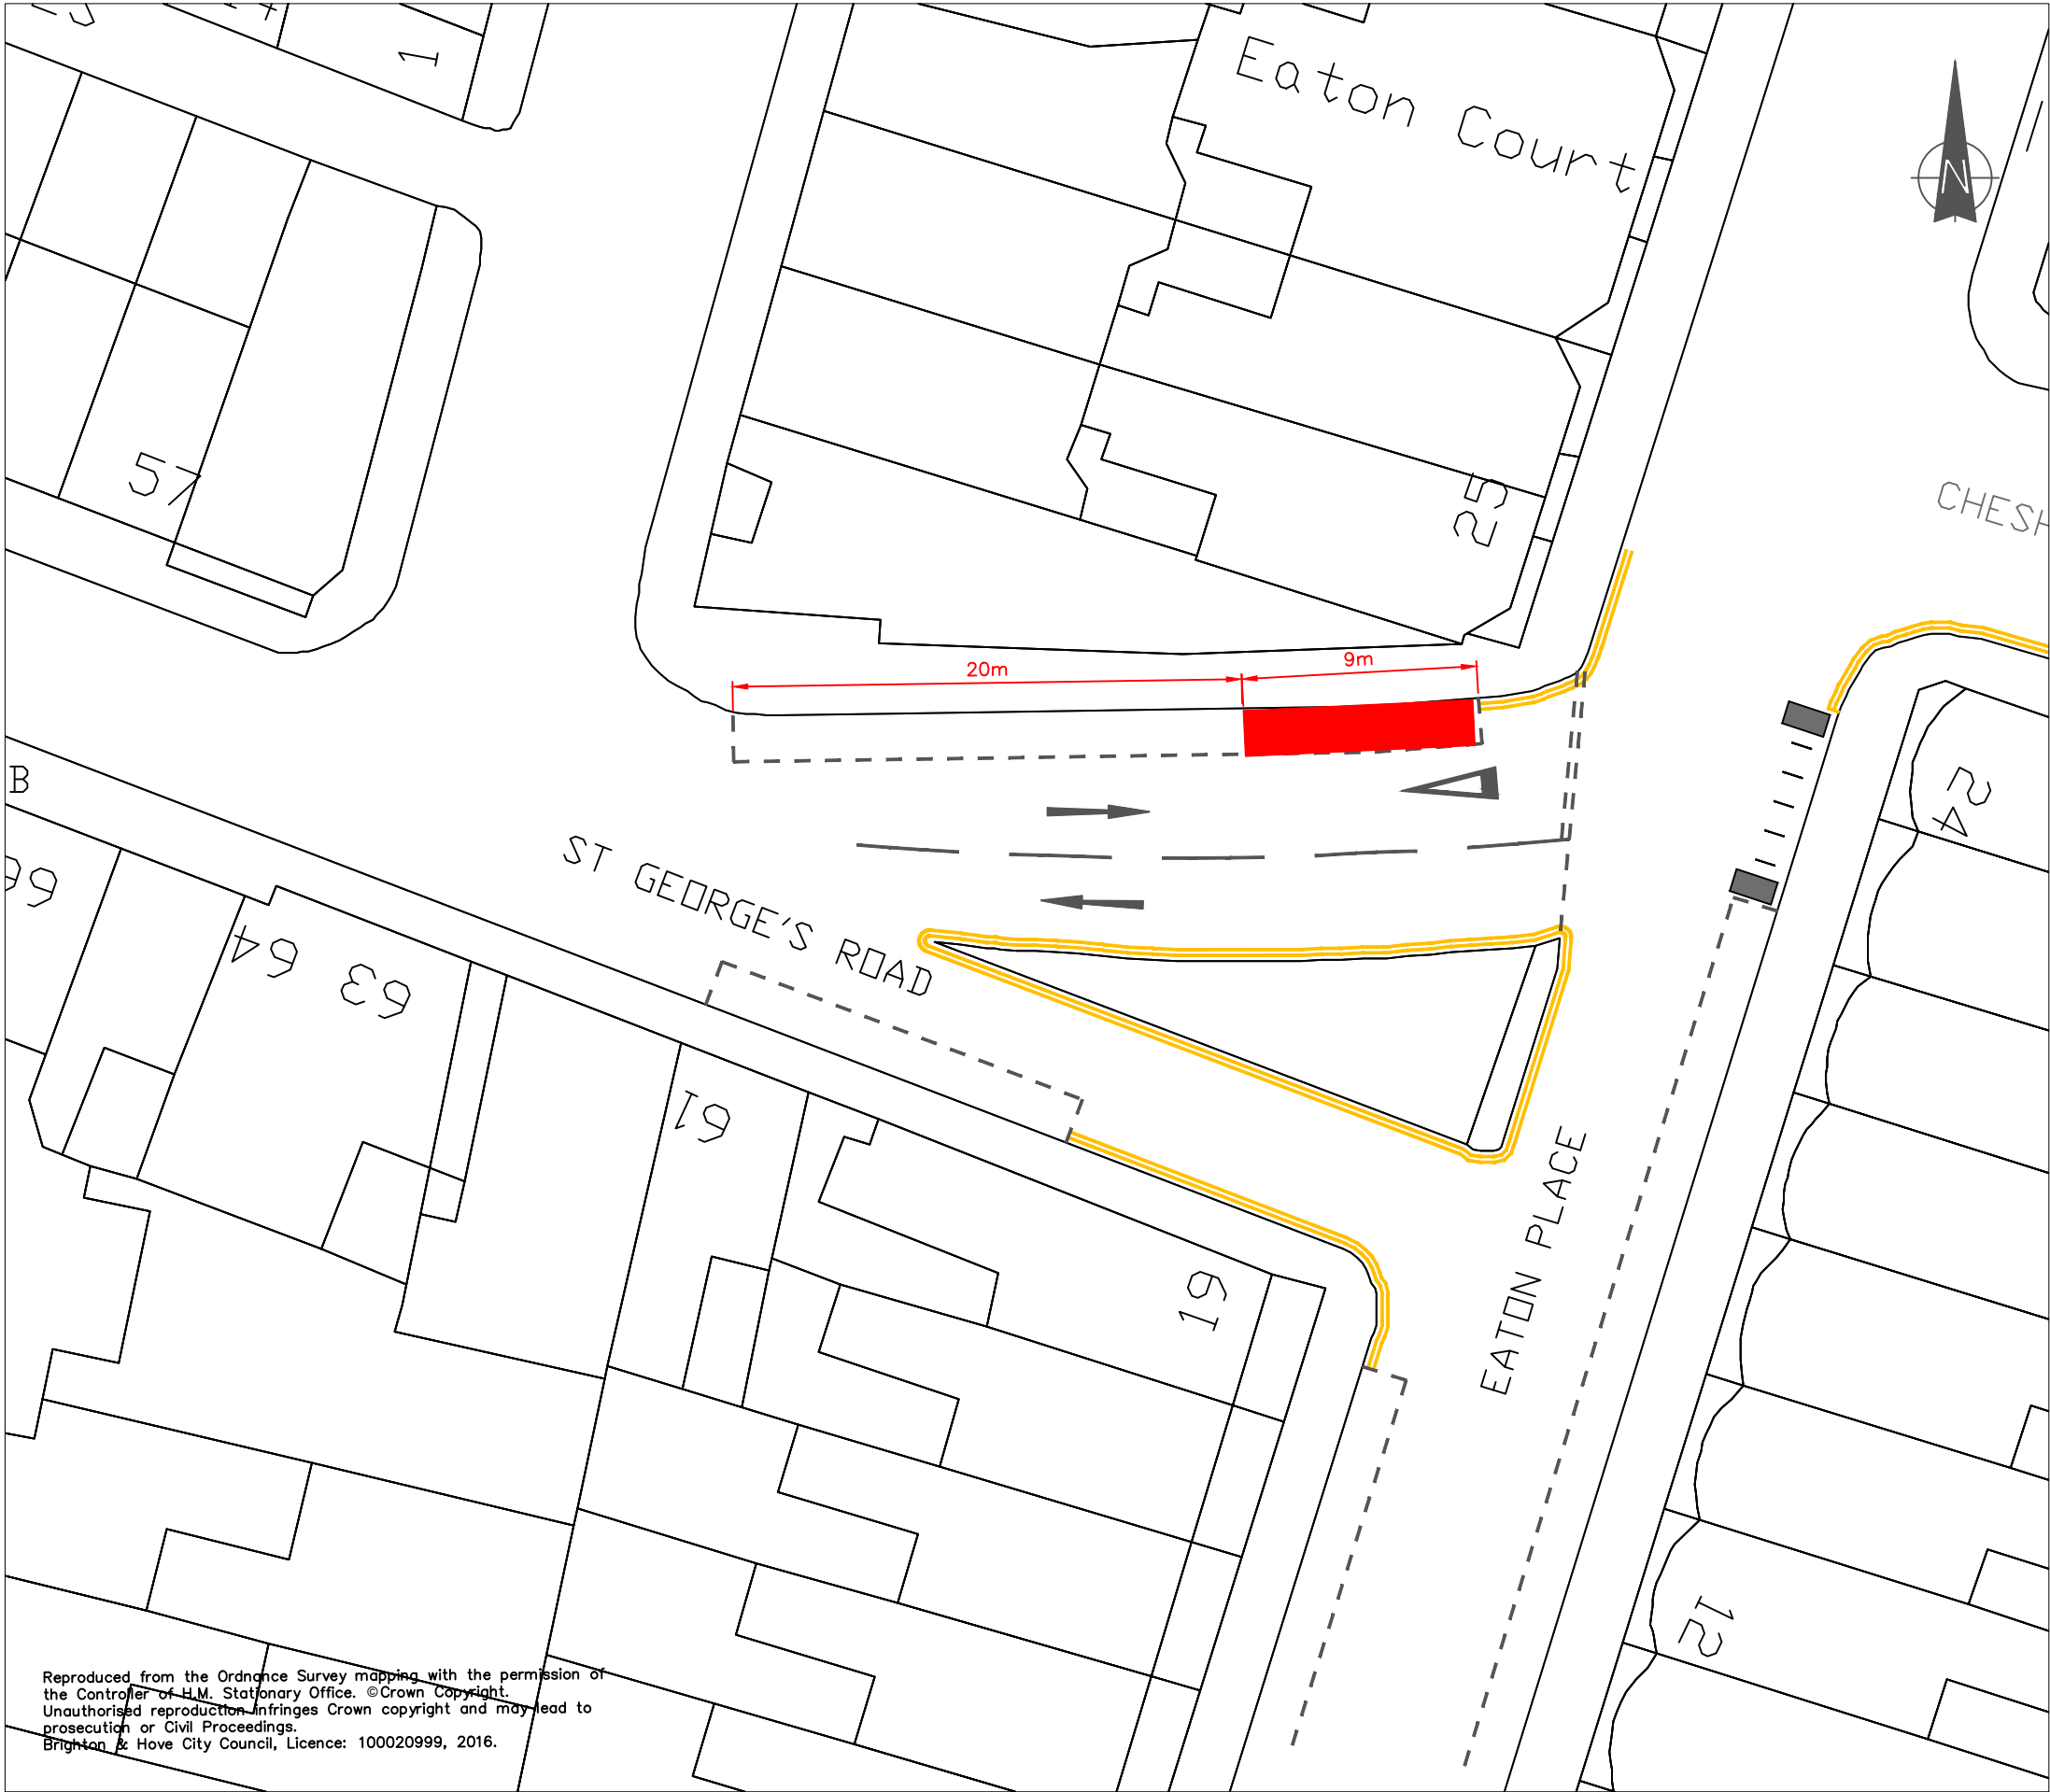 1
Eaton Court
N
57
25
CHESH
20m
9m
B
24
ST GEORGE'S ROAD
64
63
61
19
EATON PLACE
12
Reproduced from the Ordnance Survey mapping with the permission of
the Controller of H.M. Stationary Office. ©Crown Copyright.
Unauthorised reproduction infringes Crown copyright and may lead to
prosecution or Civil Proceedings.
Brighton & Hove City Council, Licence: 100020999, 2016.